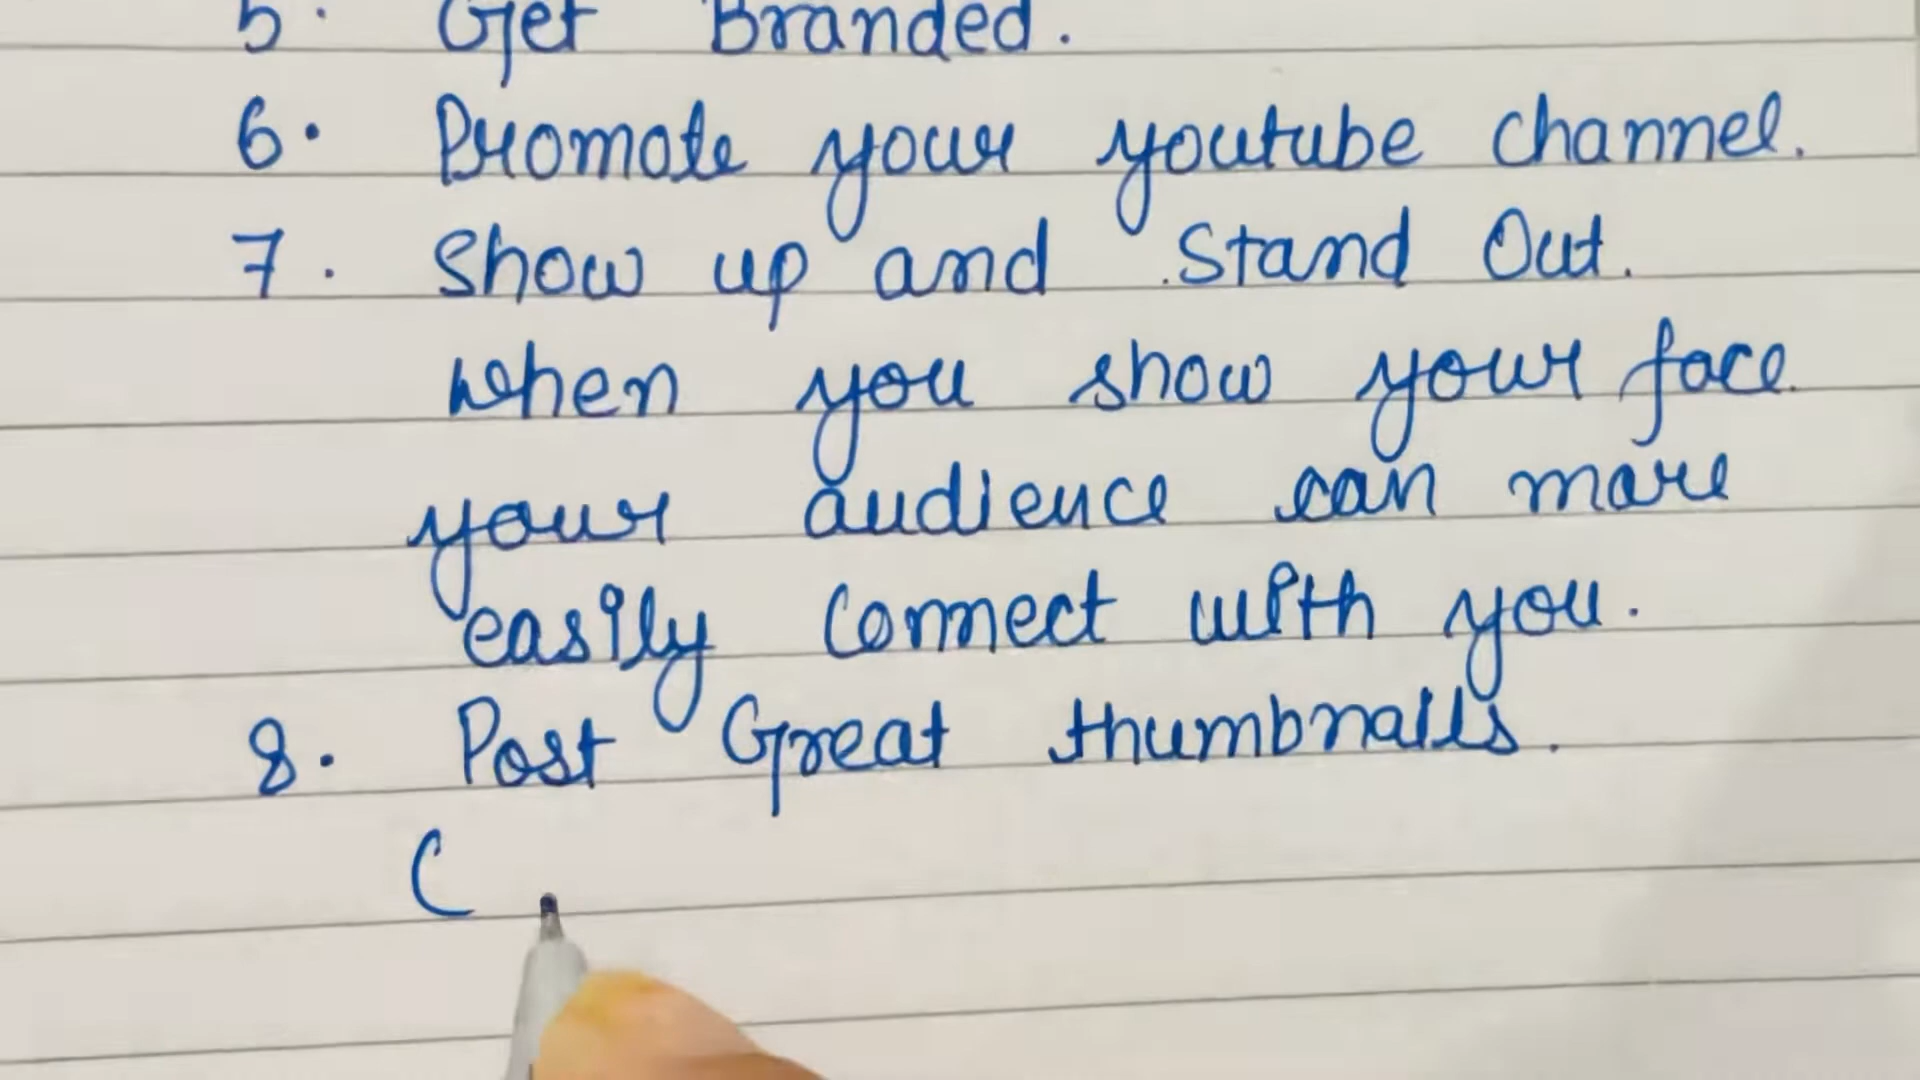 5. Get Branded.
6. Promote your youtube channel.
7. Show up and Stand Out.
when you show your face
your audience can more
easily connect with you.
8. Post Great thumbnails.
C